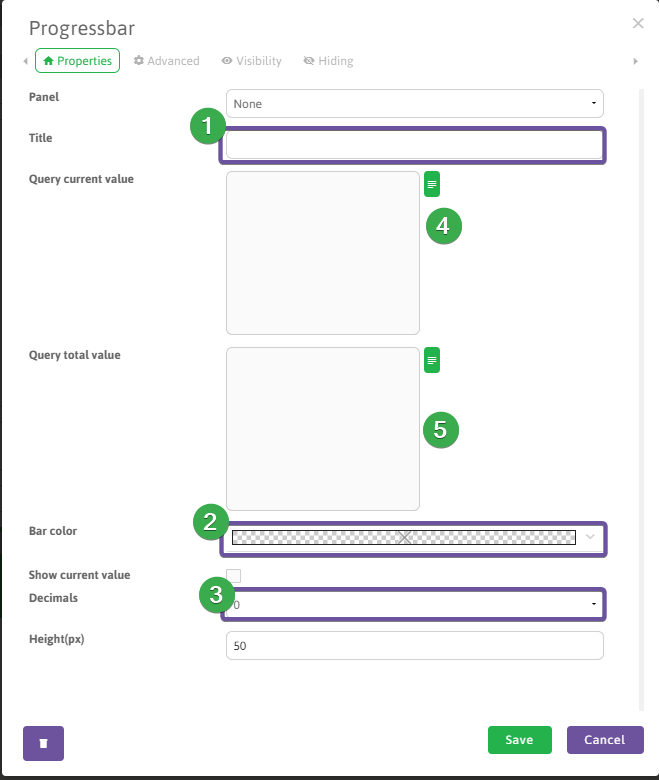 Progressbar
Properties Advanced Visibility Hiding
Panel None
1
Title
Query current value
4
Query total value
5
2
Bar color
Show current value
3
Decimals 0
Height(px) 50
Save Cancel